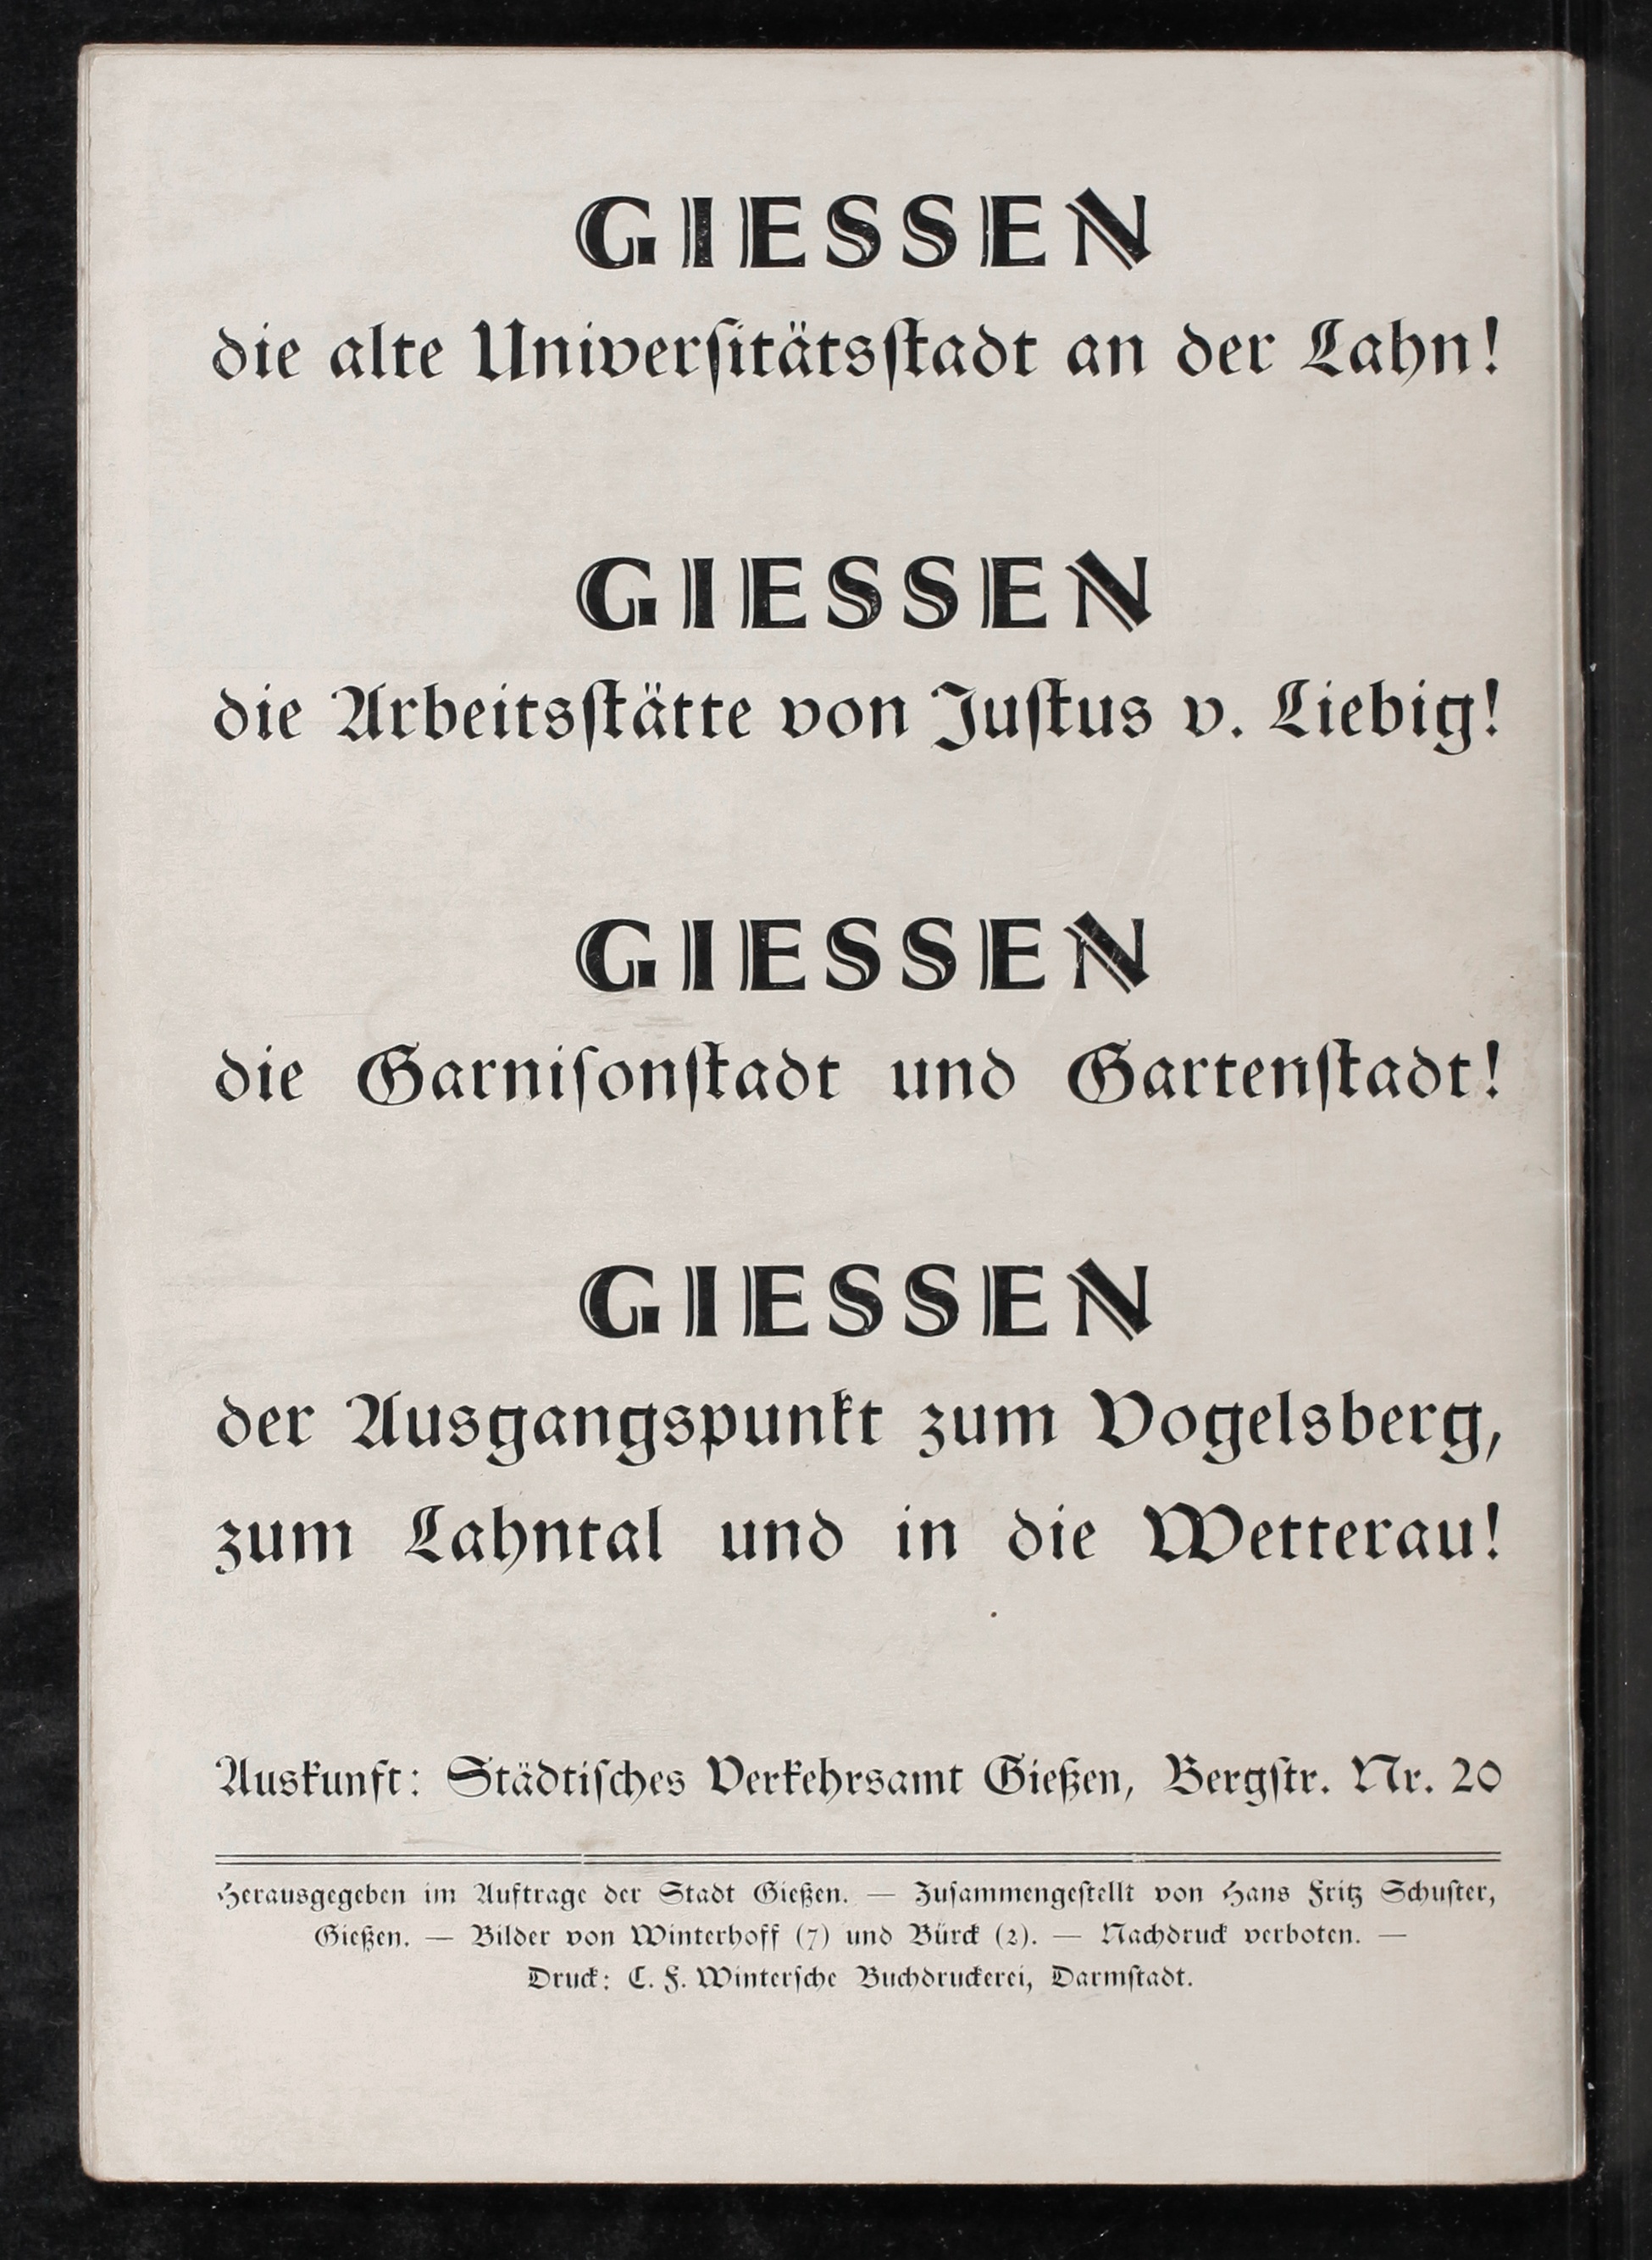 GIESSEN
die alte Universitätsstadt an der Lahn!
GIESSEN
die Arbeitsstätte von Justus v. Liebig!
GIESSEN
die Garnisonstadt und Gartenstadt!
GIESSEN
der Ausgangspunkt zum Vogelsberg,
zum Lahntal und in die Wetterau!
Auskunft: Städtisches Verkehrsamt Gießen, Bergstr. Nr. 20
Herausgegeben im Auftrage der Stadt Gießen. — Zusammengestellt von Hans Fritz Schuster,
Gießen. — Bilder von Winterhoff (7) und Bürck (2). — Nachdruck verboten. —
Druck: C. F. Wintersche Buchdruckerei, Darmstadt.